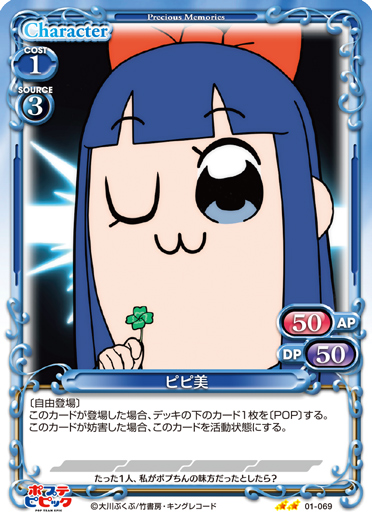 Precious Memories
Character
COST
1
SOURCE
3
50 AP
DP 50
ピピ美
〔自由登場〕
このカードが登場した場合、デッキの下のカード1枚を〔POP〕する。
このカードが妨害した場合、このカードを活動状態にする。
たった1人、私がポプちんの味方だったとしたら?
ポプテピピック
POP TEAM EPIC
©大川ぶくぶ/竹書房・キングレコード
01-069